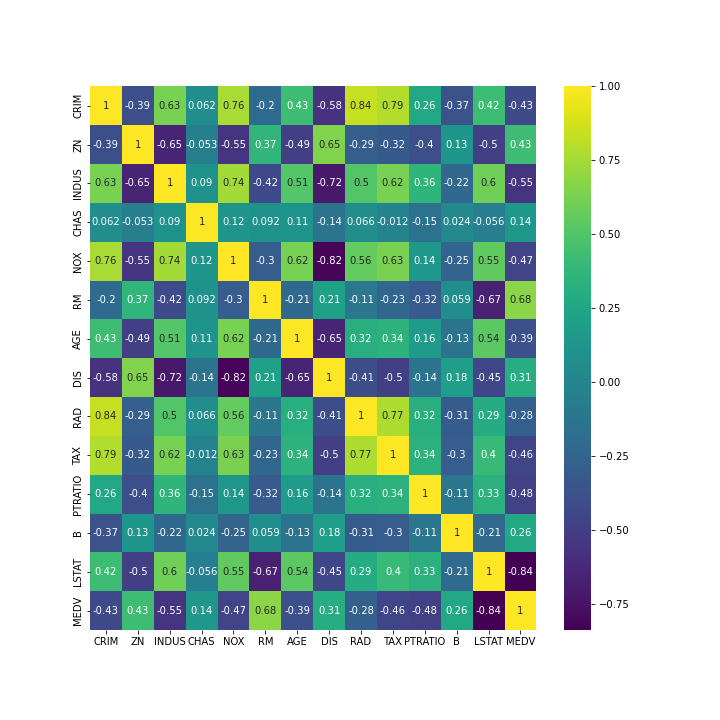 CRIM 1 -0.39 0.63 0.062 0.76 -0.2 0.43 -0.58 0.84 0.79 0.26 -0.37 0.42 -0.43
ZN -0.39 1 -0.65 -0.053 -0.55 0.37 -0.49 0.65 -0.29 -0.32 -0.4 0.13 -0.5 0.43
INDUS 0.63 -0.65 1 0.09 0.74 -0.42 0.51 -0.72 0.5 0.62 0.36 -0.22 0.6 -0.55
CHAS 0.062 -0.053 0.09 1 0.12 0.092 0.11 -0.14 0.066 -0.012 -0.15 0.024 -0.056 0.14
NOX 0.76 -0.55 0.74 0.12 1 -0.3 0.62 -0.82 0.56 0.63 0.14 -0.25 0.55 -0.47
RM -0.2 0.37 -0.42 0.092 -0.3 1 -0.21 0.21 -0.11 -0.23 -0.32 0.059 -0.67 0.68
AGE 0.43 -0.49 0.51 0.11 0.62 -0.21 1 -0.65 0.32 0.34 0.16 -0.13 0.54 -0.39
DIS -0.58 0.65 -0.72 -0.14 -0.82 0.21 -0.65 1 -0.41 -0.5 -0.14 0.18 -0.45 0.31
RAD 0.84 -0.29 0.5 0.066 0.56 -0.11 0.32 -0.41 1 0.77 0.32 -0.31 0.29 -0.28
TAX 0.79 -0.32 0.62 -0.012 0.63 -0.23 0.34 -0.5 0.77 1 0.34 -0.3 0.4 -0.46
PTRATIO 0.26 -0.4 0.36 -0.15 0.14 -0.32 0.16 -0.14 0.32 0.34 1 -0.11 0.33 -0.48
B -0.37 0.13 -0.22 0.024 -0.25 0.059 -0.13 0.18 -0.31 -0.3 -0.11 1 -0.21 0.26
LSTAT 0.42 -0.5 0.6 -0.056 0.55 -0.67 0.54 -0.45 0.29 0.4 0.33 -0.21 1 -0.84
MEDV -0.43 0.43 -0.55 0.14 -0.47 0.68 -0.39 0.31 -0.28 -0.46 -0.48 0.26 -0.84 1
CRIM ZN INDUS CHAS NOX RM AGE DIS RAD TAX PTRATIO B LSTAT MEDV
1.00
0.75
0.50
0.25
0.00
−0.25
−0.50
−0.75